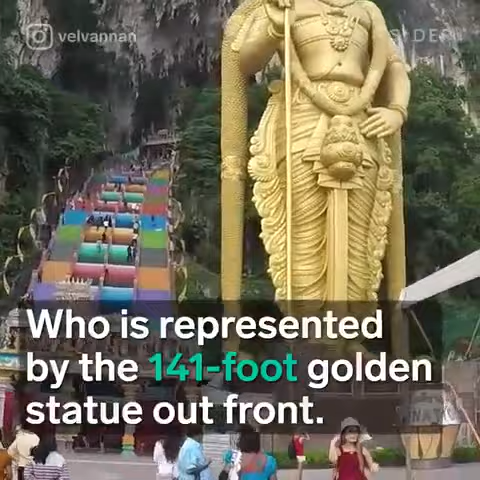 velvannan
Who is represented
by the 141-foot golden
statue out front.